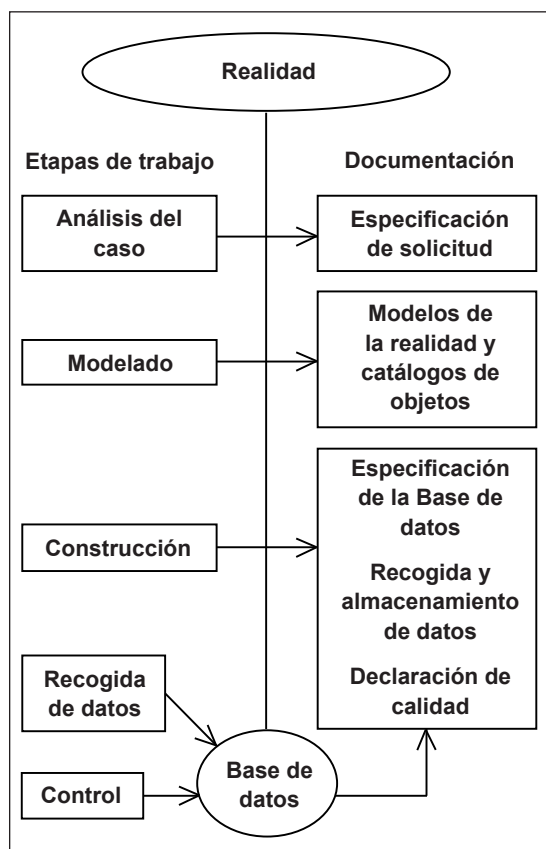 Realidad
Etapas de trabajo
Documentación
Análisis del
caso
Especificación
de solicitud
Modelado
Modelos de
la realidad y
catálogos de
objetos
Construcción
Especificación
de la Base de
datos
Recogida y
almacenamiento
de datos
Declaración de
calidad
Recogida
de datos
Control
Base de
datos